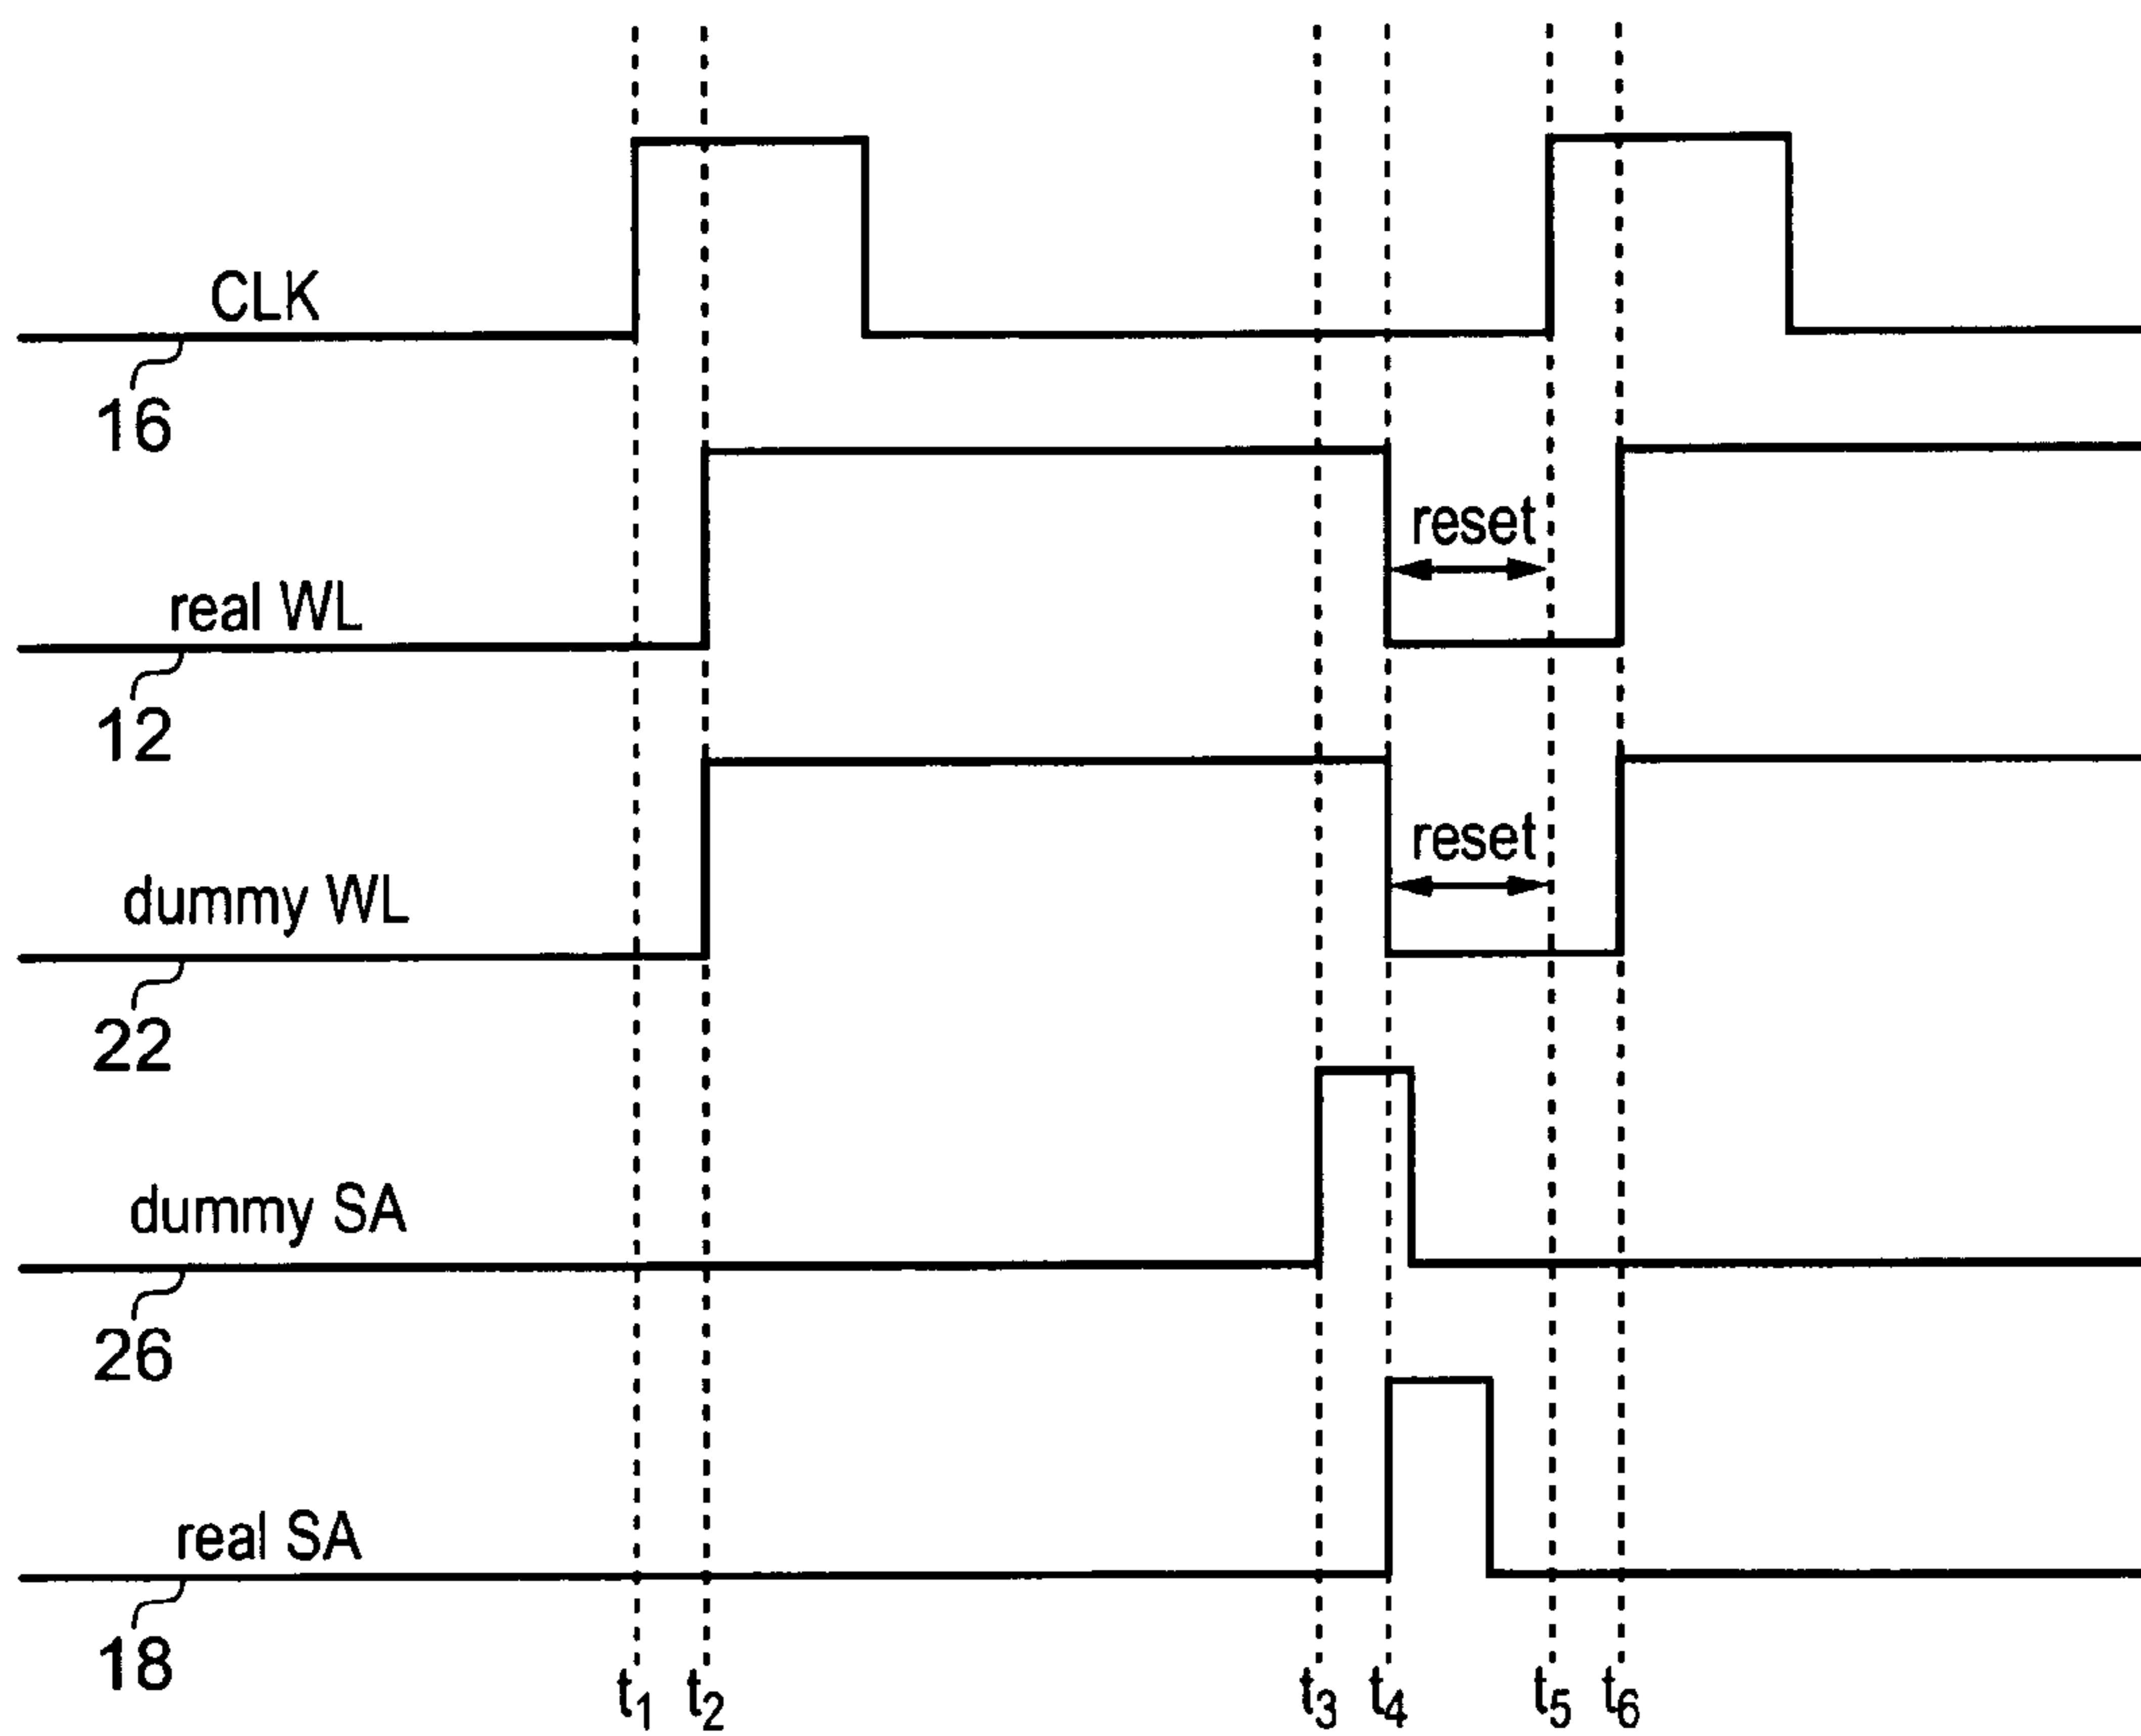 CLK
16
reset
real WL
12
reset
dummy WL
22
dummy SA
26
real SA
18
t1 t2 t3 t4 t5 t6